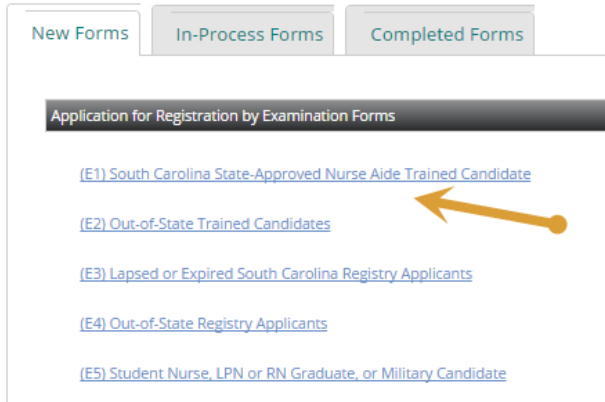 New Forms
In-Process Forms
Completed Forms
Application for Registration by Examination Forms
(E1) South Carolina State-Approved Nurse Aide Trained Candidate
(E2) Out-of-State Trained Candidates
(E3) Lapsed or Expired South Carolina Registry Applicants
(E4) Out-of-State Registry Applicants
(E5) Student Nurse, LPN or RN Graduate, or Military Candidate